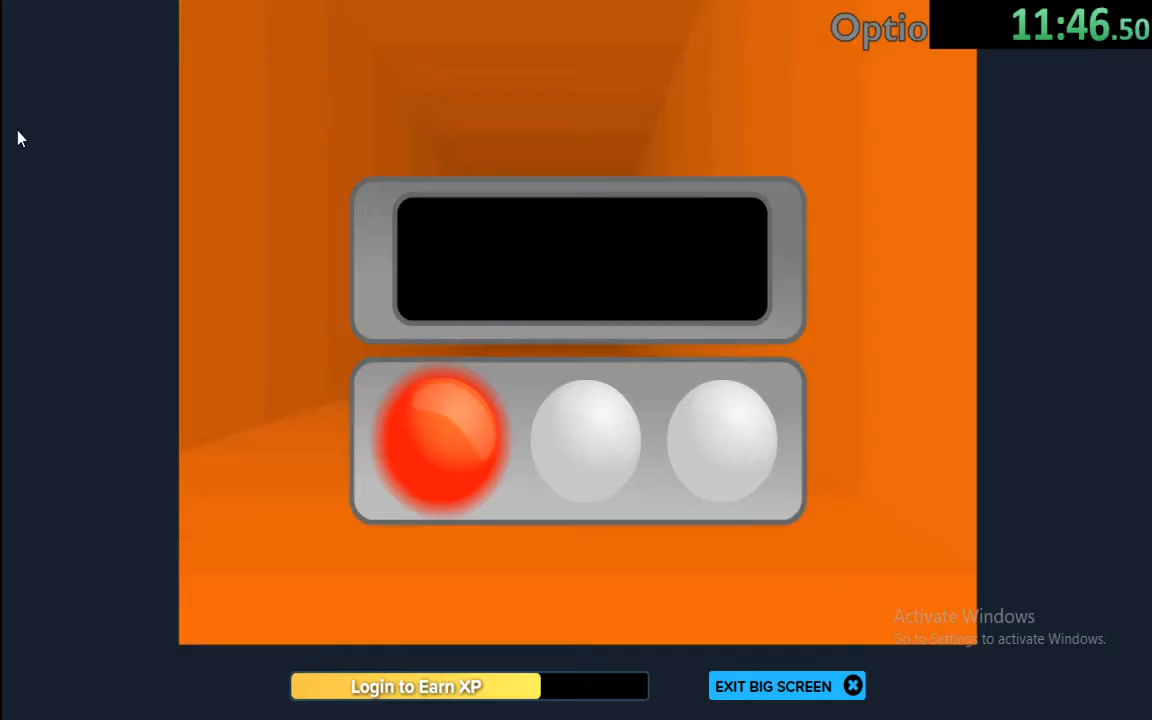 Optio
11:46.50
Activate Windows
Go to Settings to activate Windows.
Login to Earn XP
EXIT BIG SCREEN